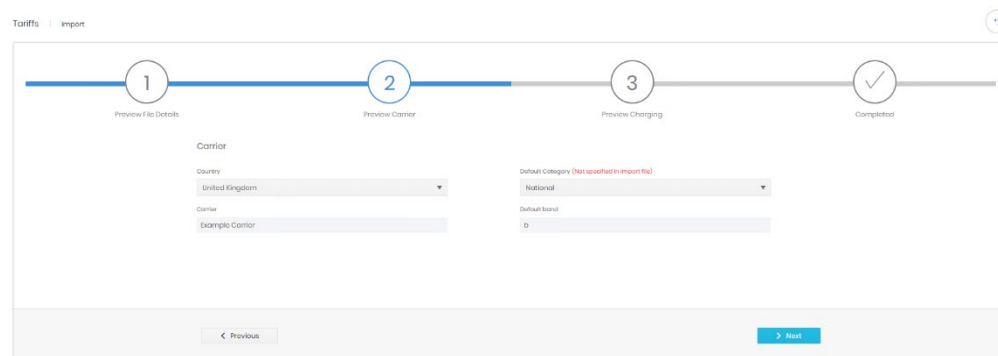 Tariffs | Import
1 2 3
Preview File Details Preview Carrier Preview Charging Completed
Carrier
Country Default Category (Not specified in import file)
United Kingdom National
Carrier Default band
Example Carrier b
Previous Next